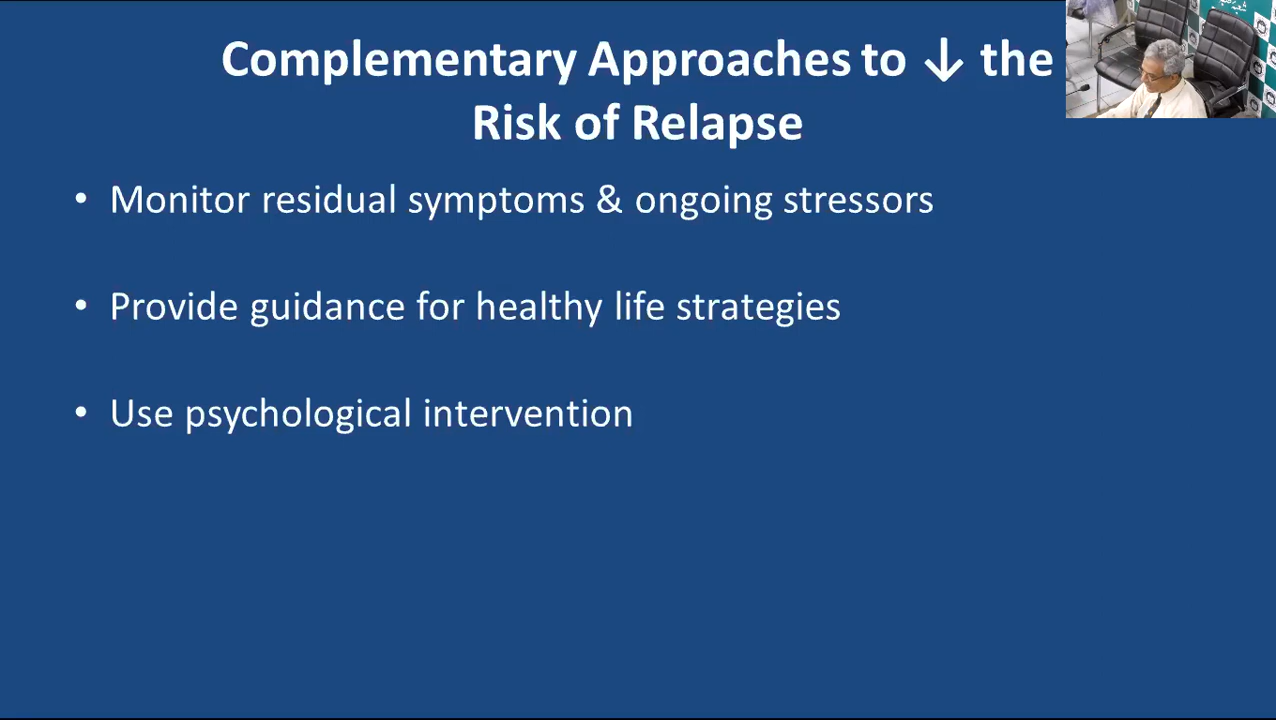 Complementary Approaches to ↓ the
Risk of Relapse
• Monitor residual symptoms & ongoing stressors
• Provide guidance for healthy life strategies
• Use psychological intervention